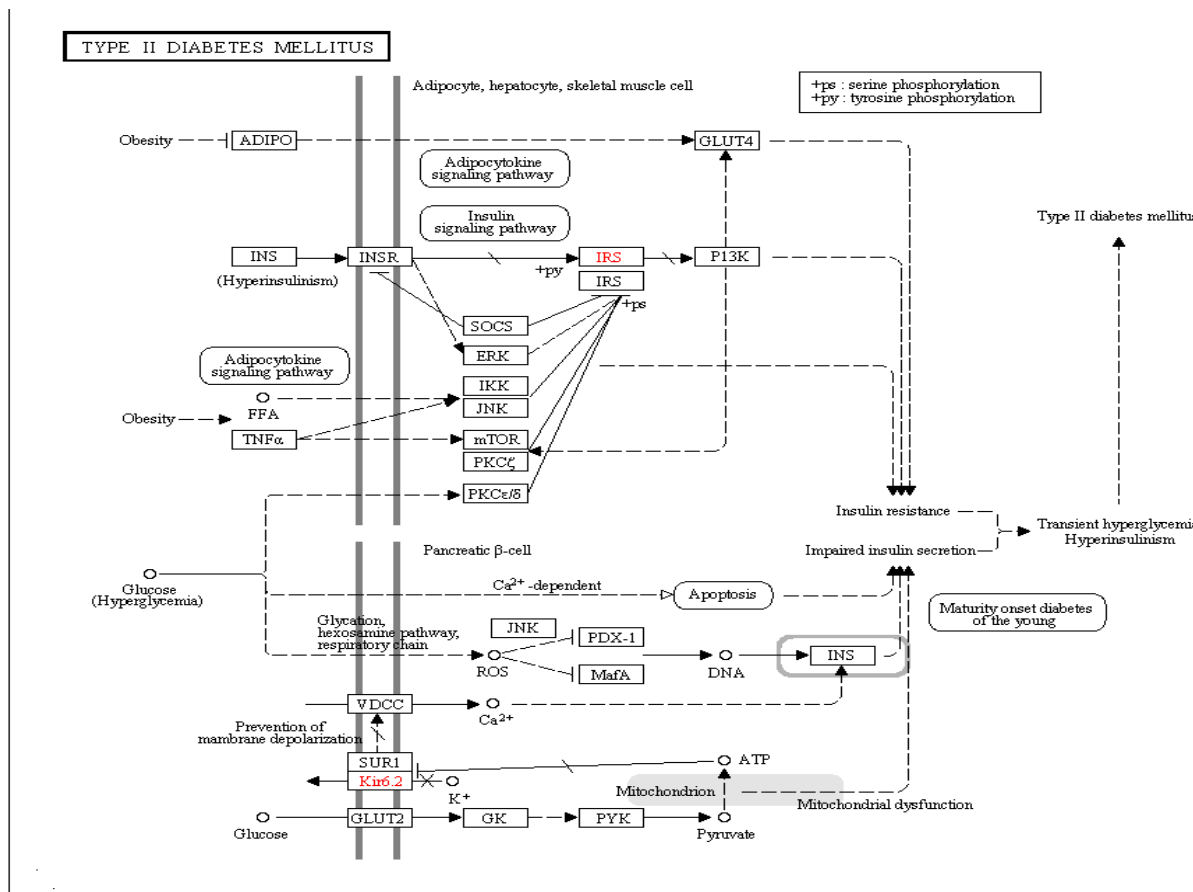 TYPE II DIABETES MELLITUS
Adipocyte, hepatocyte, skeletal muscle cell
+ps : serine phosphorylation
+py : tyrosine phosphorylation
Obesity
ADIPO
GLUT4
Adipocytokine
signaling pathway
Insulin
signaling pathway
Type II diabetes mellitus
INS
(Hyperinsulinism)
INSR
+py
IRS
P13K
IRS
+ps
SOCS
ERK
Adipocytokine
signaling pathway
IKK
JNK
FFA
Obesity
TNFα
mTOR
PKCζ
PKCε/δ
Insulin resistance
Transient hyperglycemia
Hyperinsulinism
Impaired insulin secretion
Pancreatic β-cell
Glucose
(Hyperglycemia)
Ca2+ -dependent
Apoptosis
Maturity onset diabetes
of the young
Glycation,
hexosamine pathway,
respiratory chain
JNK
PDX-1
ROS
MafA
DNA
INS
VDCC
Ca2+
Prevention of
membrane depolarization
SUR1
Kir6.2
K+
ATP
Mitochondrion
Mitochondrial dysfunction
Glucose
GLUT2
GK
PYK
Pyruvate